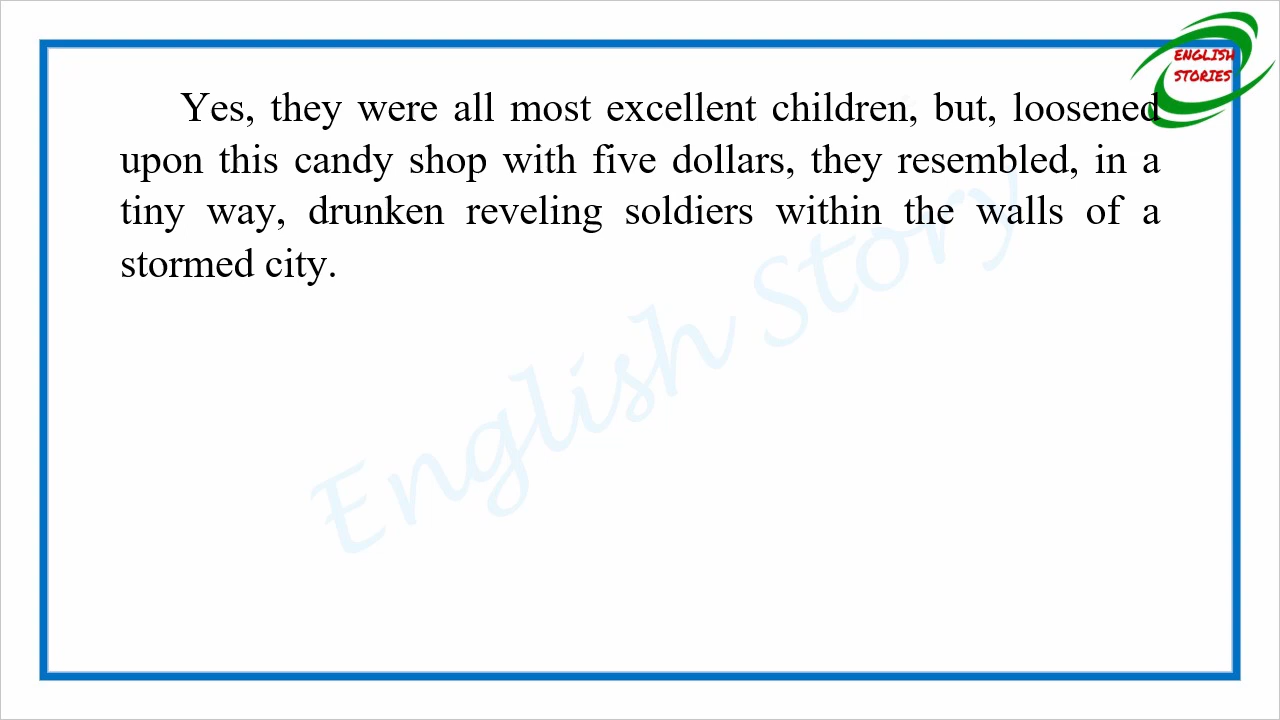 ENGLISH
STORIES
Yes, they were all most excellent children, but, loosened
upon this candy shop with five dollars, they resembled, in a
tiny way, drunken reveling soldiers within the walls of a
stormed city.
English Story